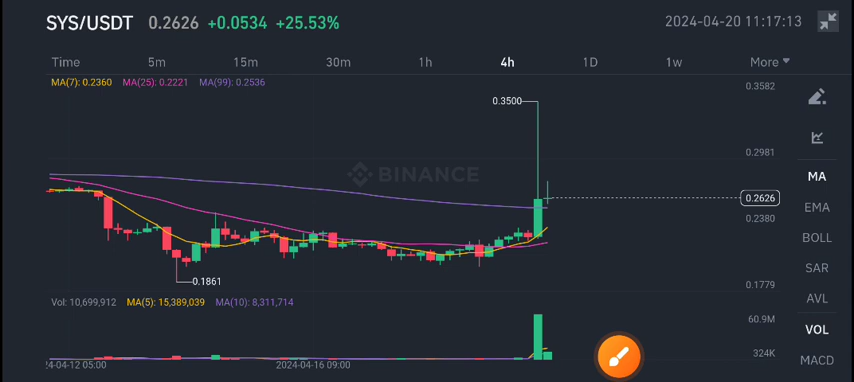 SYS/USDT 0.2626 +0.0534 +25.53% 2024-04-20 11:17:13
Time 5m 15m 30m 1h 4h 1D 1w More
MA(7): 0.2360 MA(25): 0.2221 MA(99): 0.2536
0.3582
0.3500
0.2981
BINANCE
MA
0.2626
EMA
0.2380
BOLL
SAR
0.1861
0.1779
AVL
Vol: 10,699,912 MA(5): 15,389,039 MA(10): 8,311,714
60.9M
VOL
324K
MACD
24-04-12 05:00 2024-04-16 09:00